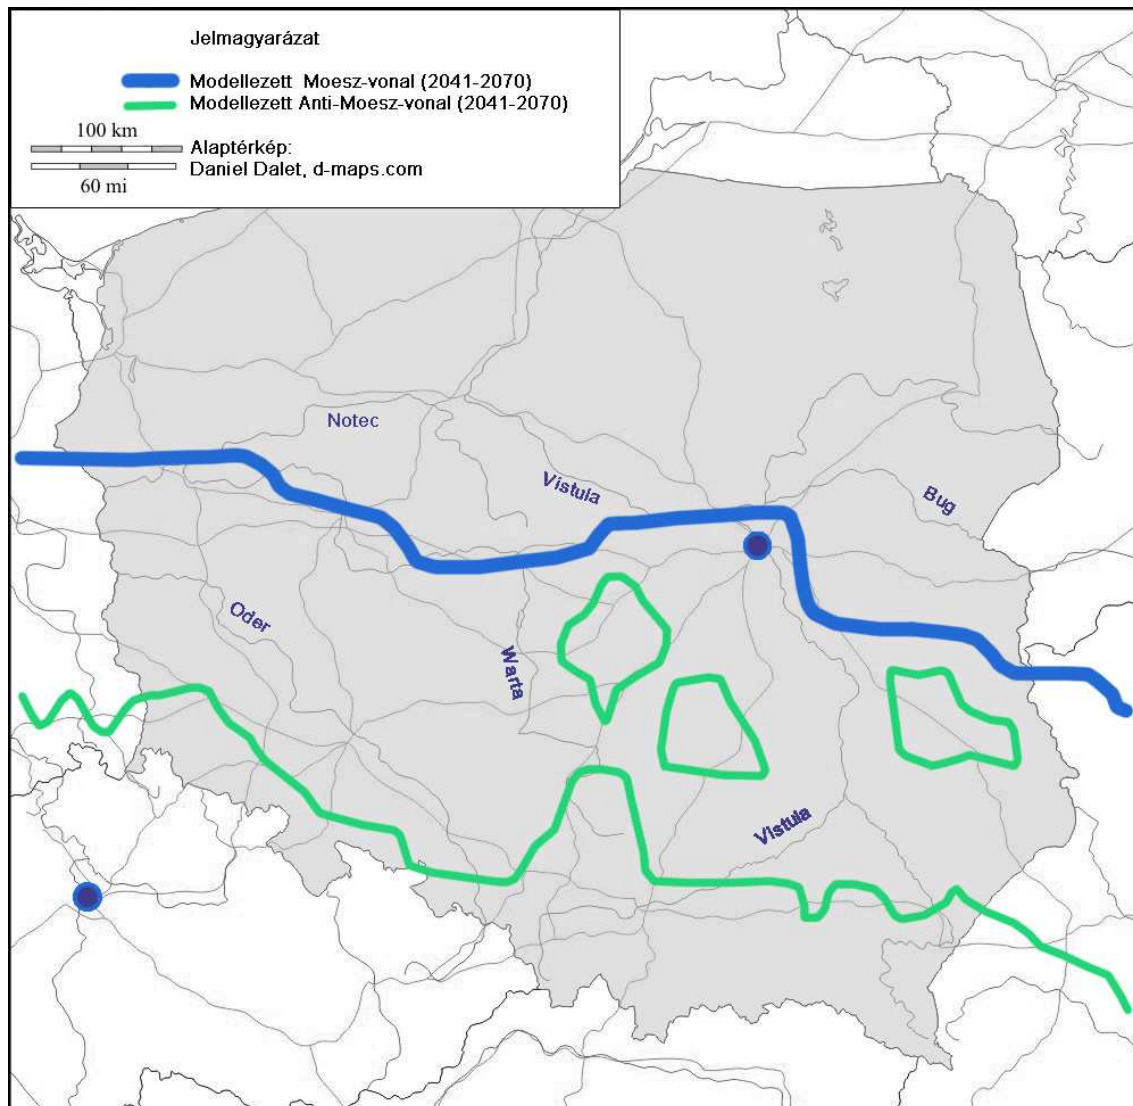 Jelmagyarázat
Modellezett Moesz-vonal (2041-2070)
Modellezett Anti-Moesz-vonal (2041-2070)
100 km
60 mi
Alaptérkép:
Daniel Dalet, d-maps.com
Notec
Vistula
Bug
Oder
Warta
Vistula